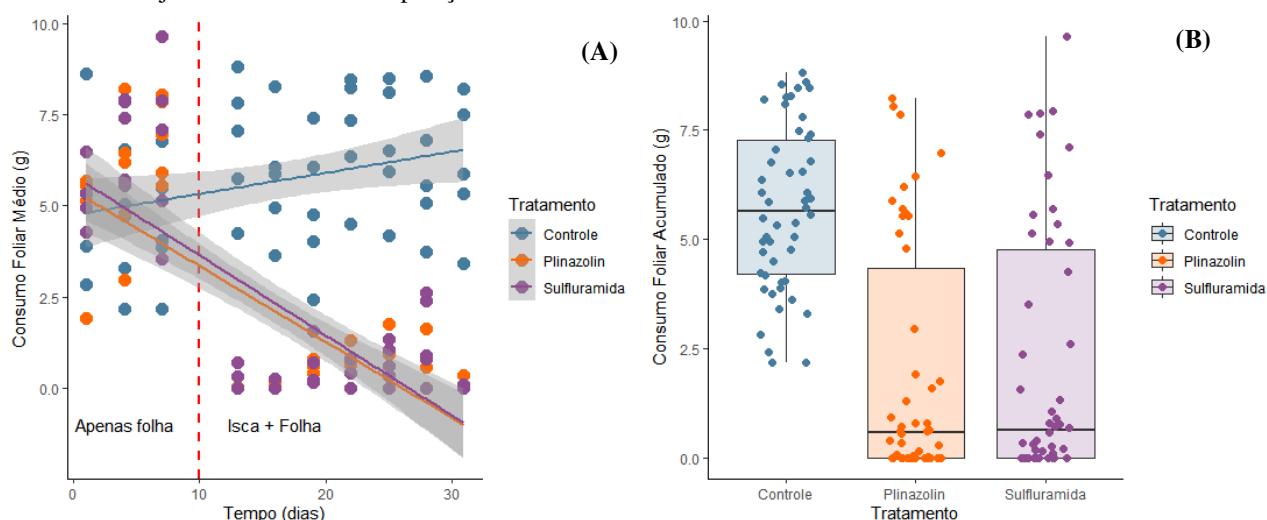 10.0
7.5
5.0
2.5
0.0
Consumo Foliar Médio (g)
(A)
Apenas folha
Isca + Folha
0
10
20
30
Tempo (dias)
Tratamento
Controle
Plinazolin
Sulfluramida
10.0
7.5
5.0
2.5
0.0
Consumo Foliar Acumulado (g)
(B)
Controle
Plinazolin
Sulfluramida
Tratamento
Tratamento
Controle
Plinazolin
Sulfluramida